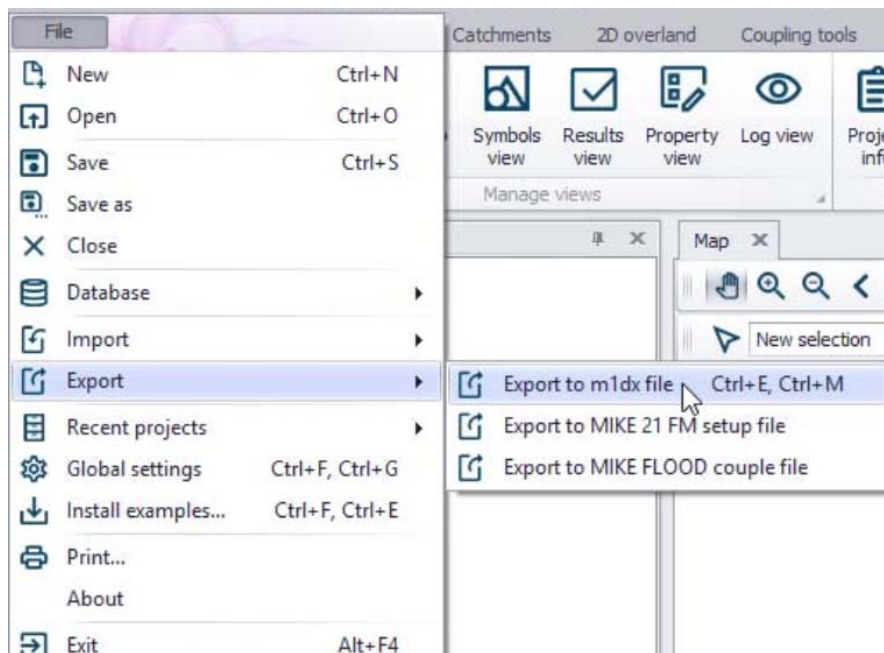 File
Catchments 2D overland Coupling tools
New Ctrl+N
Open Ctrl+O
Save Ctrl+S
Save as
Close
Database
Import
Export
Recent projects
Global settings Ctrl+F, Ctrl+G
Install examples... Ctrl+F, Ctrl+E
Print...
About
Exit Alt+F4
Symbols view
Results view
Property view
Log view
Manage views
Map
New selection
Export to m1dx file Ctrl+E, Ctrl+M
Export to MIKE 21 FM setup file
Export to MIKE FLOOD couple file